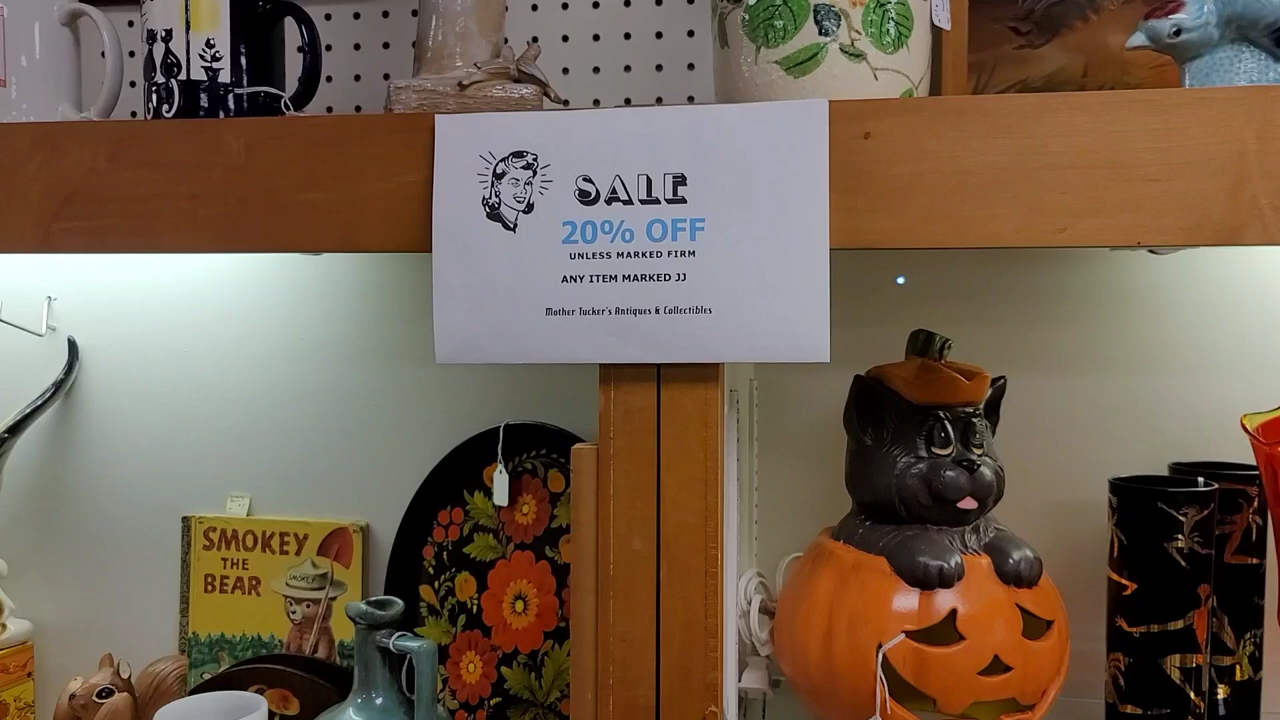 SALE
20% OFF
UNLESS MARKED FIRM
ANY ITEM MARKED JJ
Mother Tucker's Antiques & Collectibles
SMOKEY
THE
BEAR
SMOKEY